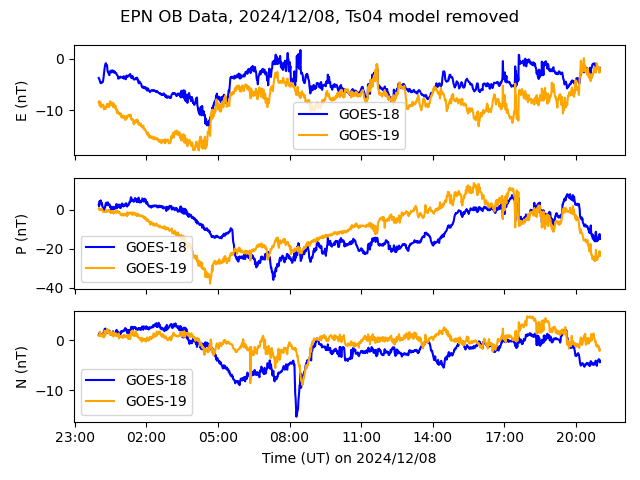 EPN OB Data, 2024/12/08, Ts04 model removed
E (nT)
0
−10
GOES-18
GOES-19
P (nT)
0
−20
−40
GOES-18
GOES-19
N (nT)
0
−10
GOES-18
GOES-19
23:00 02:00 05:00 08:00 11:00 14:00 17:00 20:00
Time (UT) on 2024/12/08